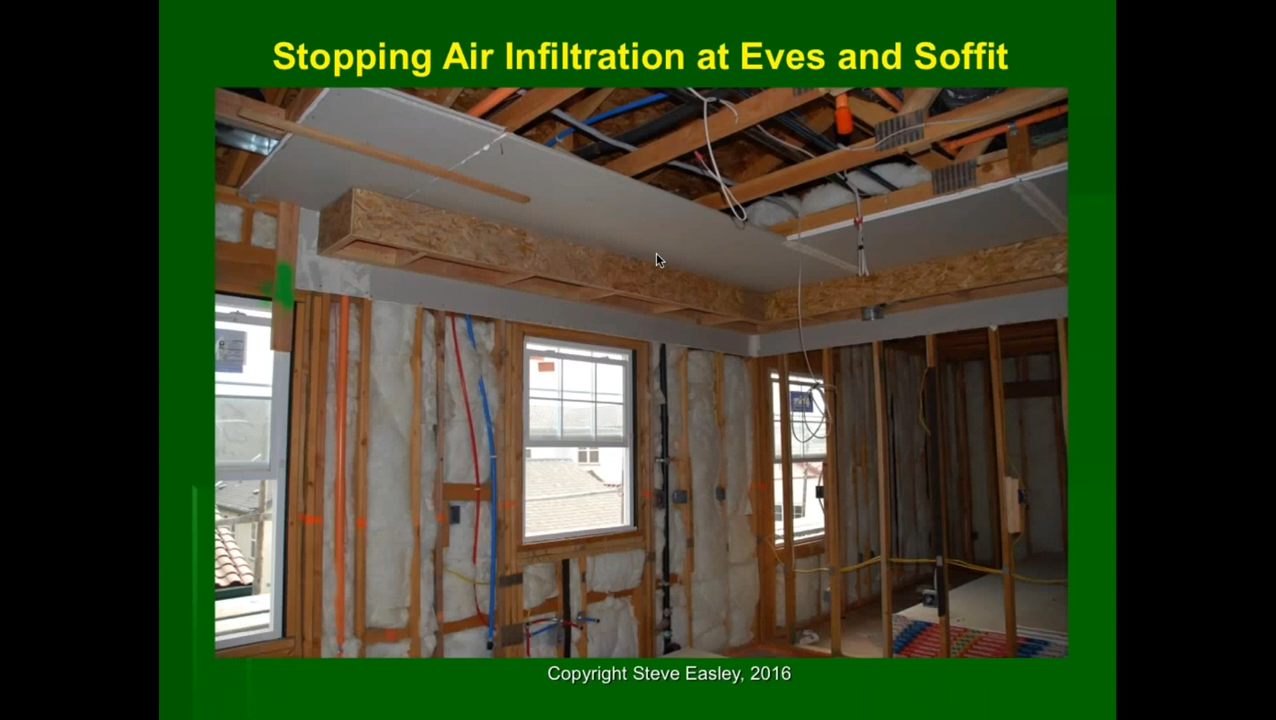 Stopping Air Infiltration at Eves and Soffit
Copyright Steve Easley, 2016